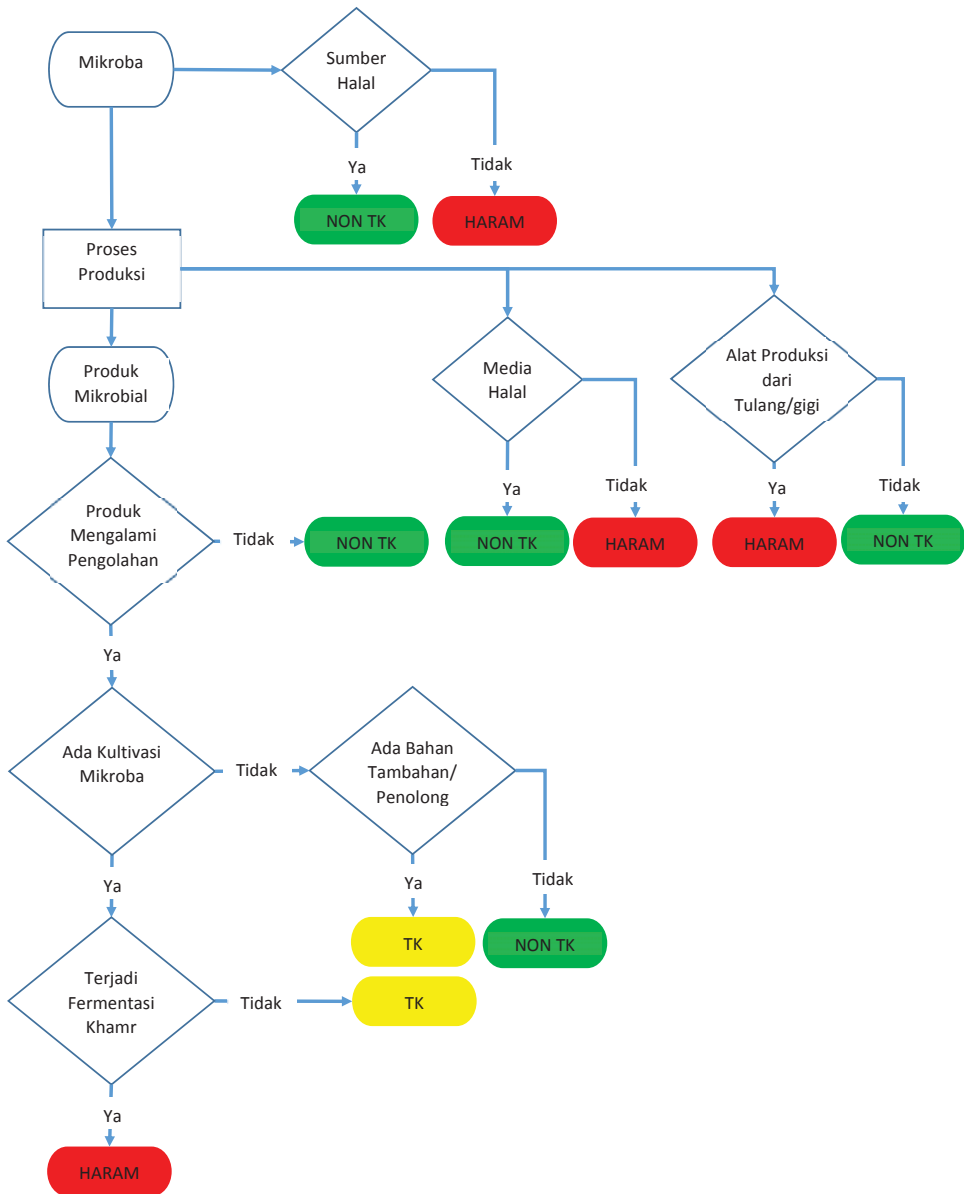 Mikroba
Sumber
Halal
Ya
Tidak
NON TK
HARAM
Proses
Produksi
Produk
Mikrobial
Media
Halal
Alat Produksi
dari
Tulang/gigi
Ya
Tidak
Ya
Tidak
Produk
Mengalami
Pengolahan
Tidak
NON TK
NON TK
HARAM
HARAM
NON TK
Ya
Ada Kultivasi
Mikroba
Tidak
Ada Bahan
Tambahan/
Penolong
Ya
Ya
Tidak
TK
NON TK
Terjadi
Fermentasi
Khamr
Tidak
TK
Ya
HARAM